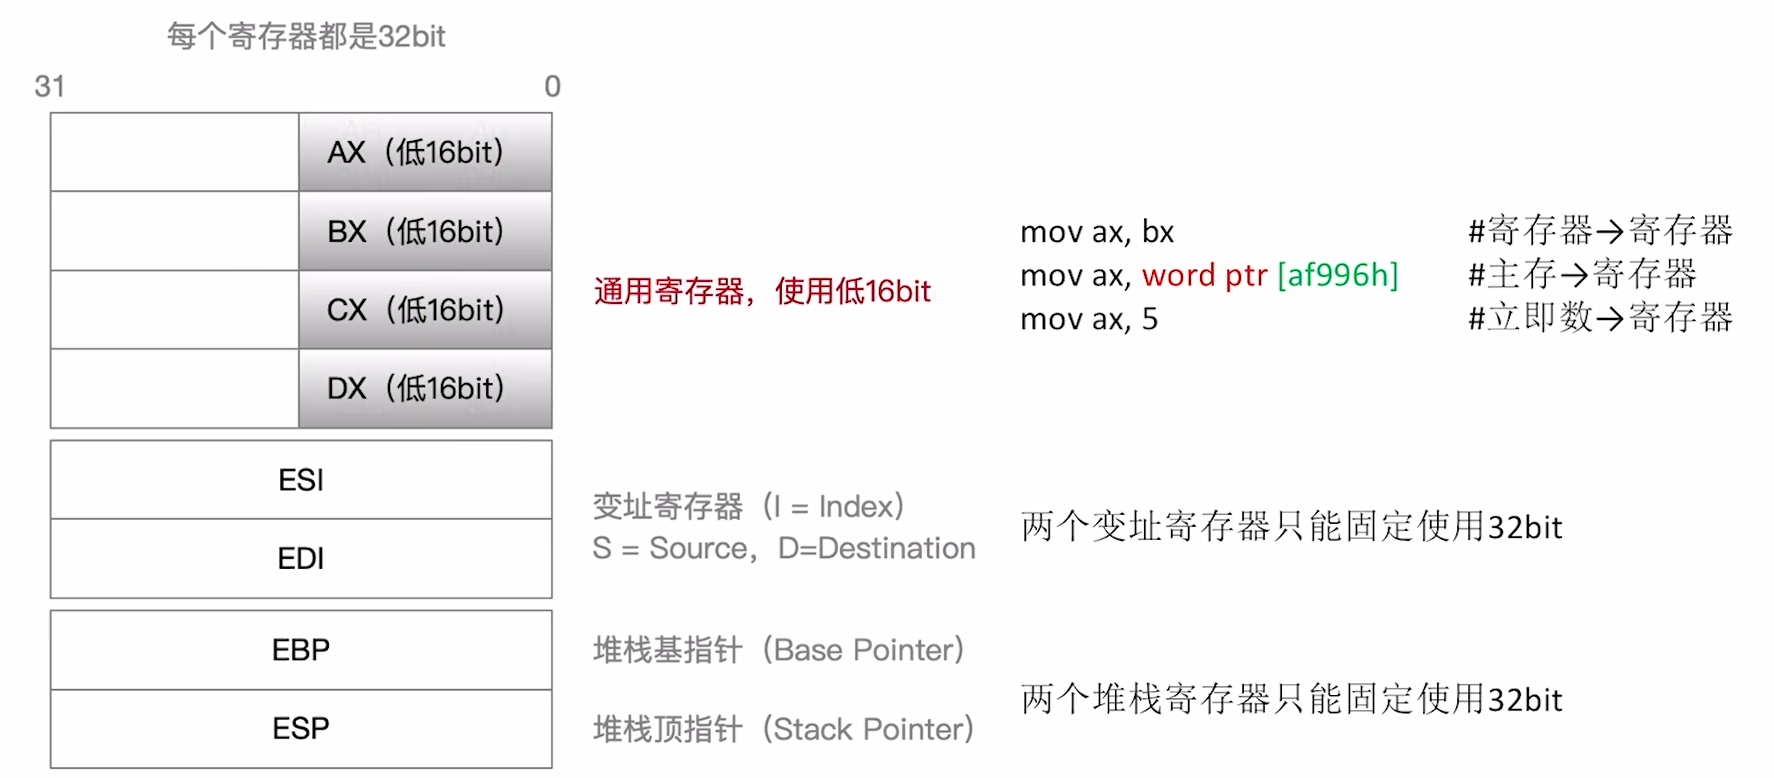 每个寄存器都是32bit
31 0
AX（低16bit）
BX（低16bit）
CX（低16bit）
DX（低16bit）
通用寄存器，使用低16bit
mov ax, bx #寄存器→寄存器
mov ax, word ptr [af996h] #主存→寄存器
mov ax, 5 #立即数→寄存器
ESI
EDI
变址寄存器（I = Index）
S = Source，D=Destination
两个变址寄存器只能固定使用32bit
EBP
ESP
堆栈基指针（Base Pointer）
堆栈顶指针（Stack Pointer）
两个堆栈寄存器只能固定使用32bit